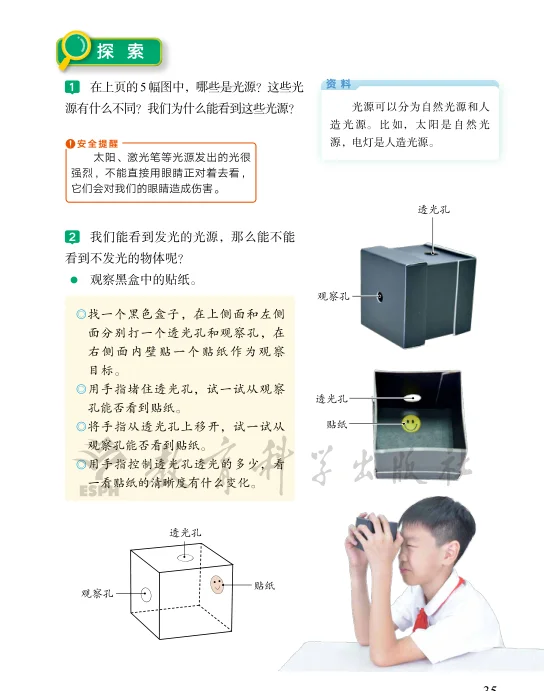 探 索
1 在上页的5幅图中，哪些是光源？这些光
源有什么不同？我们为什么能看到这些光源？
安全提醒
太阳、激光笔等光源发出的光很
强烈，不能直接用眼睛正对着去看，
它们会对我们的眼睛造成伤害。
资料
光源可以分为自然光源和人
造光源。比如，太阳是自然光
源，电灯是人造光源。
2 我们能看到发光的光源，那么能不能
看到不发光的物体呢？
● 观察黑盒中的贴纸。
◎找一个黑色盒子，在上侧面和左侧
面分别打一个透光孔和观察孔，在
右侧面内壁贴一个贴纸作为观察
目标。
◎用手指堵住透光孔，试一试从观察
孔能否看到贴纸。
◎将手指从透光孔上移开，试一试从
观察孔能否看到贴纸。
◎用手指控制透光孔透光的多少，看
一看贴纸的清晰度有什么变化。
透光孔
观察孔
透光孔
贴纸
透光孔
观察孔
贴纸
ESPH 教育科学出版社
35